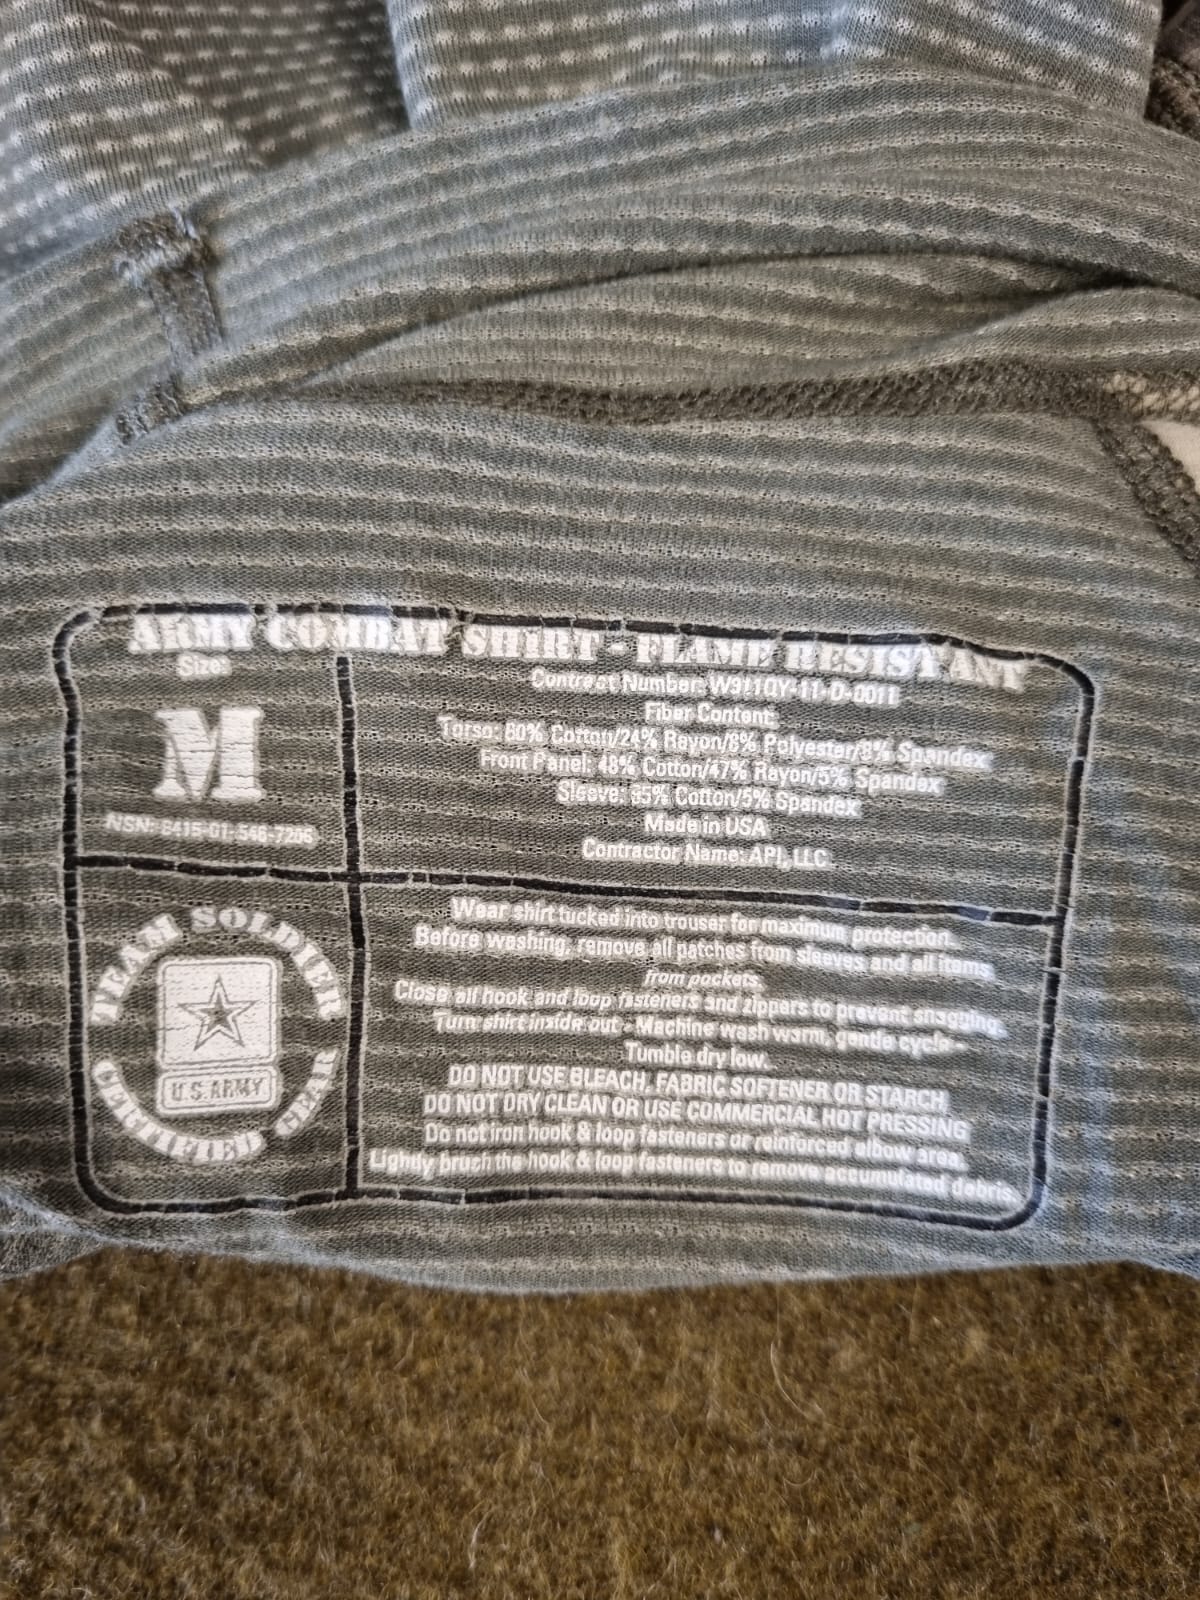 ARMY COMBAT SHIRT - FLAME RESISTANT
Size:
M
NSN: 8415-01-546-7206
Contract Number: W911QY-11-D-0011
Fiber Content:
Torso: 60% Cotton/24% Rayon/8% Polyester/8% Spandex
Front Panel: 48% Cotton/47% Rayon/5% Spandex
Sleeve: 95% Cotton/5% Spandex
Made in USA
Contractor Name: API, LLC
TEAM SOLDIER
U.S.ARMY
CERTIFIED GEAR
Wear shirt tucked into trouser for maximum protection.
Before washing, remove all patches from sleeves and all items
from pockets.
Close all hook and loop fasteners and zippers to prevent snagging.
Turn shirt inside out - Machine wash warm, gentle cycle -
Tumble dry low.
DO NOT USE BLEACH, FABRIC SOFTENER OR STARCH
DO NOT DRY CLEAN OR USE COMMERCIAL HOT PRESSING
Do not iron hook & loop fasteners or reinforced elbow area.
Lightly brush the hook & loop fasteners to remove accumulated debris.